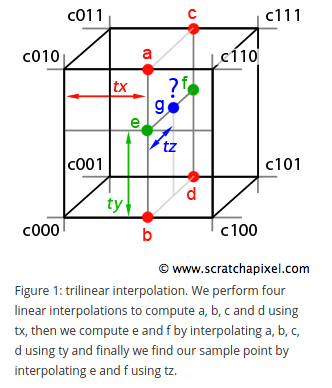 c011 c c111
c010 a c110
tx ? f
g
e
tz
c001 c101
ty d
c000 b c100
© www.scratchapixel.com
Figure 1: trilinear interpolation. We perform four
linear interpolations to compute a, b, c and d using
tx, then we compute e and f by interpolating a, b, c,
d using ty and finally we find our sample point by
interpolating e and f using tz.